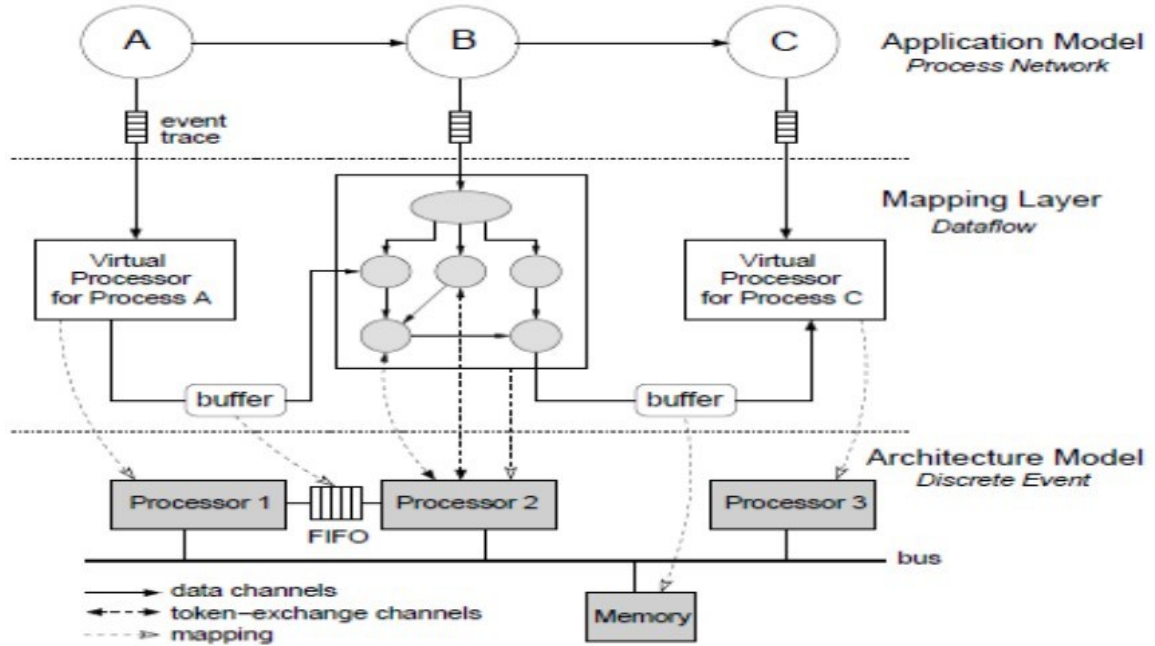 A
B
C
Application Model
Process Network
event
trace
Mapping Layer
Dataflow
Virtual
Processor
for Process A
Virtual
Processor
for Process C
buffer
buffer
Architecture Model
Discrete Event
Processor 1
Processor 2
Processor 3
FIFO
bus
data channels
token-exchange channels
mapping
Memory